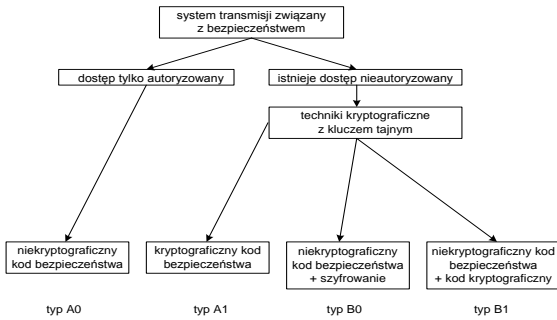 system transmisji związany
z bezpieczeństwem
dostęp tylko autoryzowany
istnieje dostęp nieautoryzowany
techniki kryptograficzne
z kluczem tajnym
niekryptograficzny
kod bezpieczeństwa
kryptograficzny kod
bezpieczeństwa
niekryptograficzny
kod bezpieczeństwa
+ szyfrowanie
niekryptograficzny kod
bezpieczeństwa
+ kod kryptograficzny
typ A0
typ A1
typ B0
typ B1